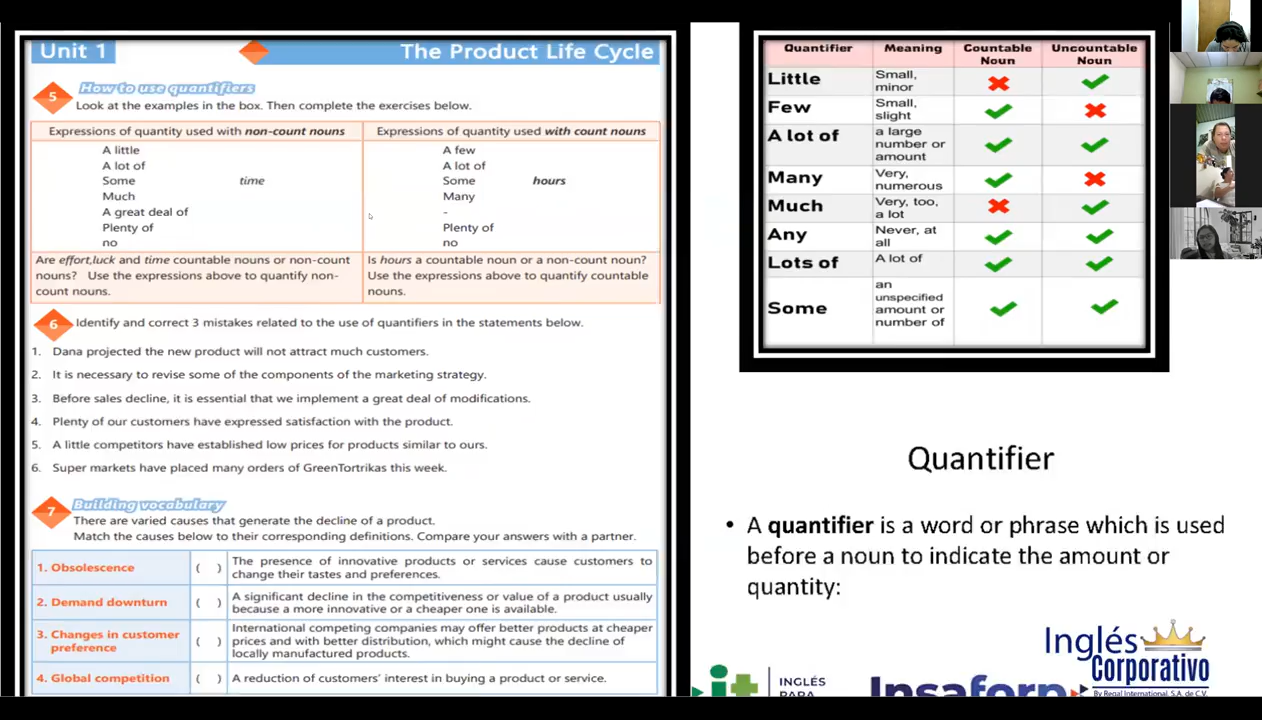 Unit 1
The Product Life Cycle
5
How to use quantifiers
Look at the examples in the box. Then complete the exercises below.
Expressions of quantity used with non-count nouns
Expressions of quantity used with count nouns
A little
A lot of
Some time
Much
A great deal of
Plenty of
no
A few
A lot of
Some hours
Many
-
Plenty of
no
Are effort,luck and time countable nouns or non-count
nouns? Use the expressions above to quantify non-
count nouns.
Is hours a countable noun or a non-count noun?
Use the expressions above to quantify countable
nouns.
6
Identify and correct 3 mistakes related to the use of quantifiers in the statements below.
1. Dana projected the new product will not attract much customers.
2. It is necessary to revise some of the components of the marketing strategy.
3. Before sales decline, it is essential that we implement a great deal of modifications.
4. Plenty of our customers have expressed satisfaction with the product.
5. A little competitors have established low prices for products similar to ours.
6. Super markets have placed many orders of GreenTortrikas this week.
7
Building vocabulary
There are varied causes that generate the decline of a product.
Match the causes below to their corresponding definitions. Compare your answers with a partner.
1. Obsolescence ( ) The presence of innovative products or services cause customers to
change their tastes and preferences.
2. Demand downturn ( ) A significant decline in the competitiveness or value of a product usually
because a more innovative or a cheaper one is available.
3. Changes in customer
preference
( ) International competing companies may offer better products at cheaper
prices and with better distribution, which might cause the decline of
locally manufactured products.
4. Global competition ( ) A reduction of customers' interest in buying a product or service.
Quantifier
Meaning
Countable
Noun
Uncountable
Noun
Little
Small,
minor
Few
Small,
slight
A lot of
a large
number or
amount
Many
Very,
numerous
Much
Very, too,
a lot
Any
Never, at
all
Lots of
A lot of
Some
an
unspecified
amount or
number of
Quantifier
• A quantifier is a word or phrase which is used
before a noun to indicate the amount or
quantity:
it
INGLÉS
PARA
Insaforp
Inglés
Corporativo
By Regal International, S.A. de C.V.